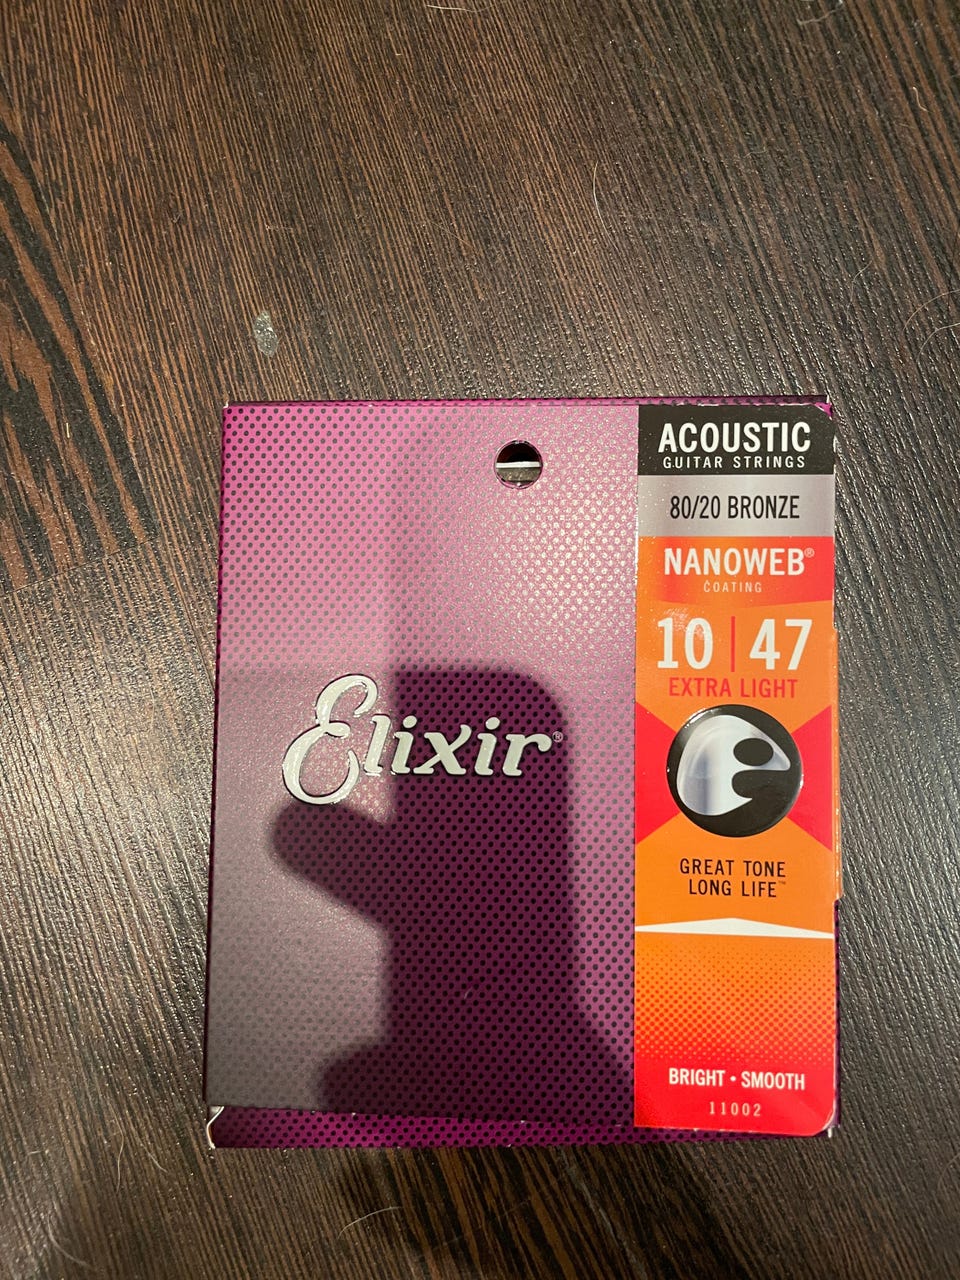 Elixir®
ACOUSTIC
GUITAR STRINGS
80/20 BRONZE
NANOWEB®
COATING
10 | 47
EXTRA LIGHT
GREAT TONE
LONG LIFE™
BRIGHT • SMOOTH
11002